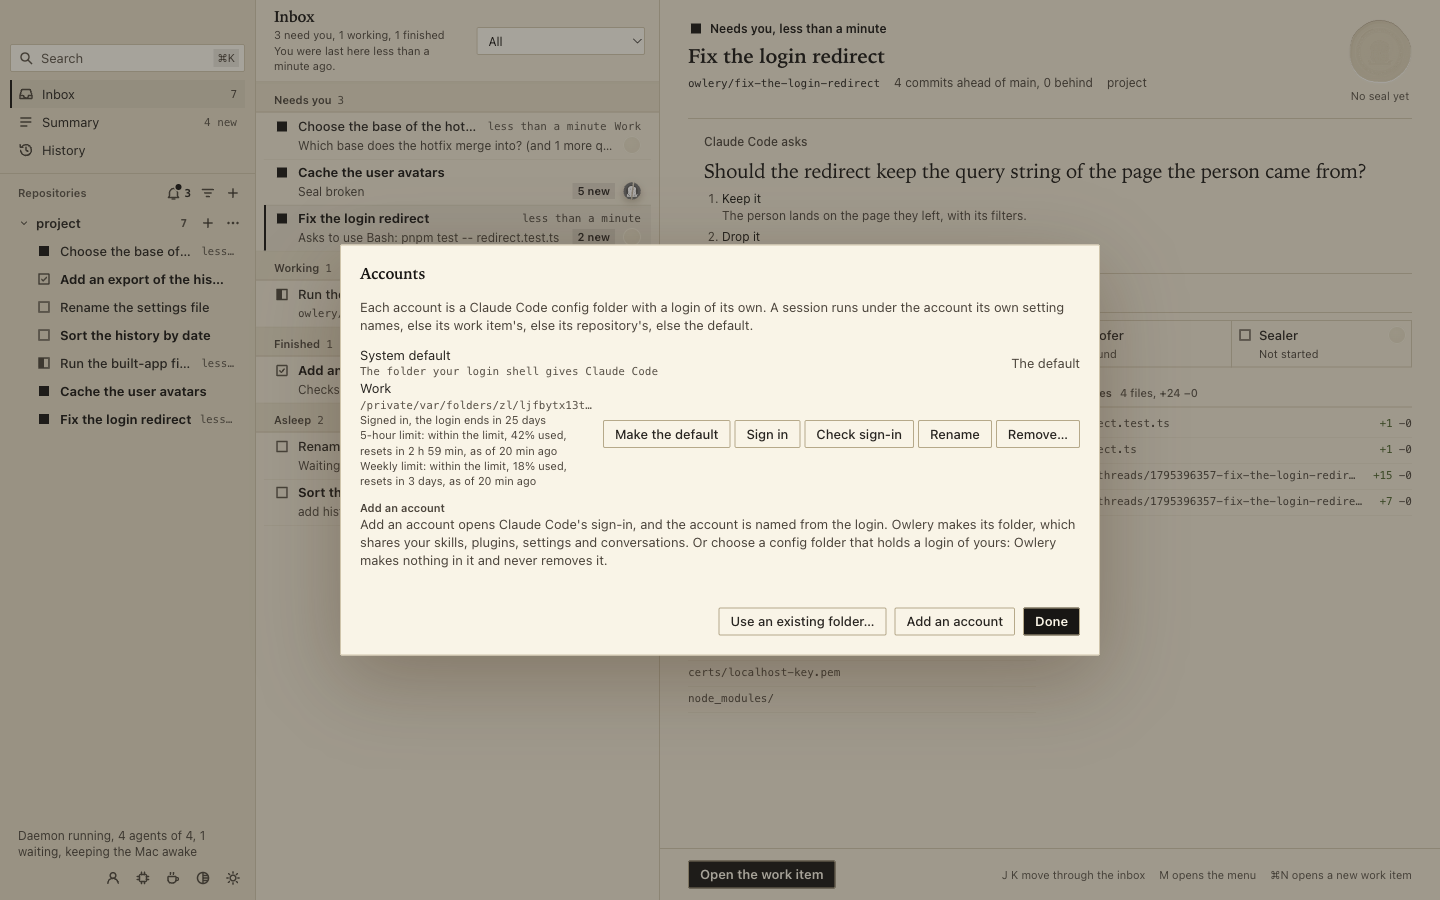 Search ⌘K
Inbox 7
Summary 4 new
History
Repositories 3
project 7
Choose the base of... less...
Add an export of the his...
Rename the settings file
Sort the history by date
Run the built-app fi... less...
Cache the user avatars
Fix the login redirect less...
Daemon running, 4 agents of 4, 1
waiting, keeping the Mac awake
Inbox
3 need you, 1 working, 1 finished
You were last here less than a
minute ago.
All
Needs you 3
Choose the base of the hot... less than a minute Work
Which base does the hotfix merge into? (and 1 more q...
Cache the user avatars
Seal broken 5 new
Fix the login redirect less than a minute
Asks to use Bash: pnpm test -- redirect.test.ts 2 new
Working 1
Run the
owlery/
Finished 1
Add an
Checks
Asleep 2
Renam
Waiting
Sort th
add his
Needs you, less than a minute
Fix the login redirect
owlery/fix-the-login-redirect 4 commits ahead of main, 0 behind project
No seal yet
Claude Code asks
Should the redirect keep the query string of the page the person came from?
1. Keep it
The person lands on the page they left, with its filters.
2. Drop it
ofer
und
Sealer
Not started
es 4 files, +24 −0
ect.test.ts +1 −0
ect.ts +1 −0
threads/1795396357-fix-the-login-redir… +15 −0
threads/1795396357-fix-the-login-redire… +7 −0
certs/localhost-key.pem
node_modules/
Open the work item
J K move through the inbox M opens the menu ⌘N opens a new work item
Accounts
Each account is a Claude Code config folder with a login of its own. A session runs under the account its own setting
names, else its work item's, else its repository's, else the default.
System default
The folder your login shell gives Claude Code
The default
Work
/private/var/folders/zl/ljfbytx13t…
Signed in, the login ends in 25 days
5-hour limit: within the limit, 42% used,
resets in 2 h 59 min, as of 20 min ago
Weekly limit: within the limit, 18% used,
resets in 3 days, as of 20 min ago
Make the default Sign in Check sign-in Rename Remove...
Add an account
Add an account opens Claude Code's sign-in, and the account is named from the login. Owlery makes its folder, which
shares your skills, plugins, settings and conversations. Or choose a config folder that holds a login of yours: Owlery
makes nothing in it and never removes it.
Use an existing folder... Add an account Done